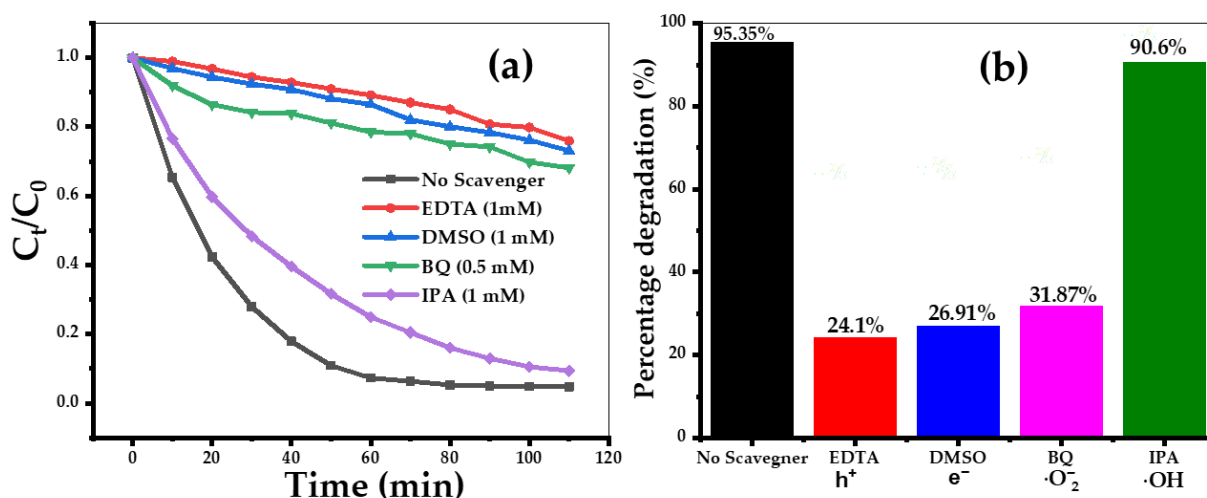 (a)
1.0
0.8
0.6
0.4
0.2
0.0
Cₜ/C₀
No Scavenger
EDTA (1mM)
DMSO (1 mM)
BQ (0.5 mM)
IPA (1 mM)
0 20 40 60 80 100 120
Time (min)
(b)
100
80
60
40
20
0
Percentage degradation (%)
95.35%
24.1%
26.91%
31.87%
90.6%
No Scavegner EDTA DMSO BQ IPA
h⁺ e⁻ ·O₂⁻ ·OH